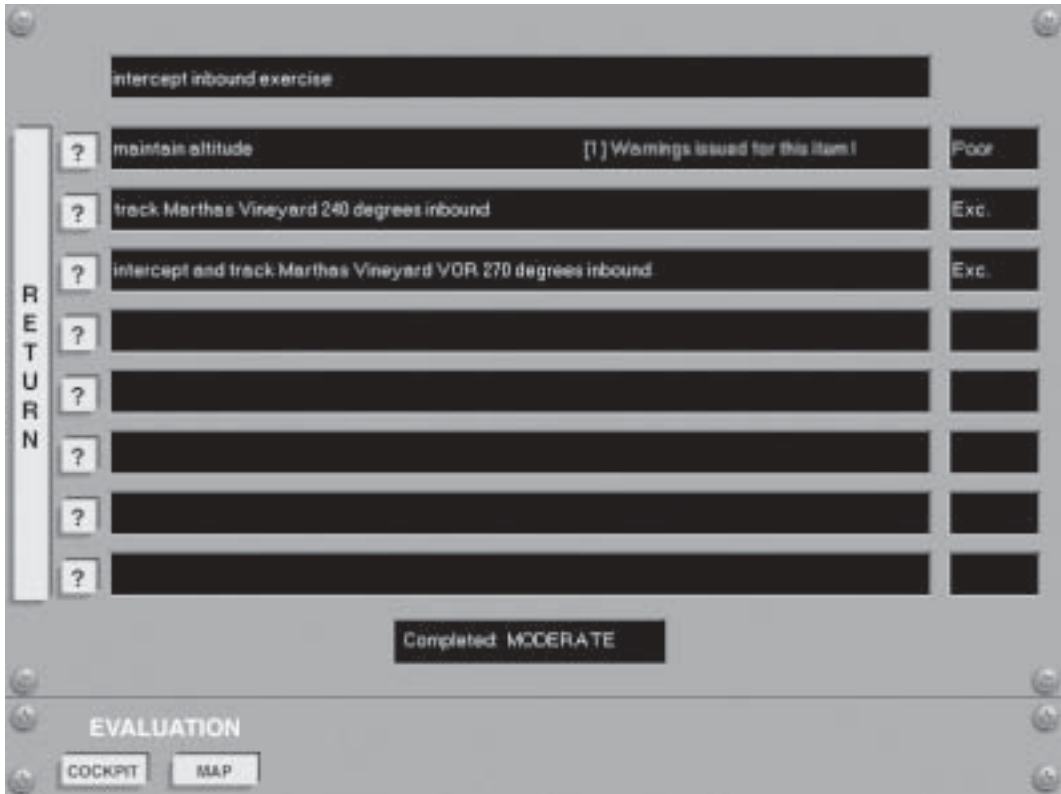 intercept inbound exercise
? maintain altitude [1] Warnings issued for this item! Poor
? track Marthas Vineyard 240 degrees inbound Exc.
? intercept and track Marthas Vineyard VOR 270 degrees inbound Exc.
?
?
?
?
?
RETURN
Completed: MODERATE
EVALUATION
COCKPIT MAP